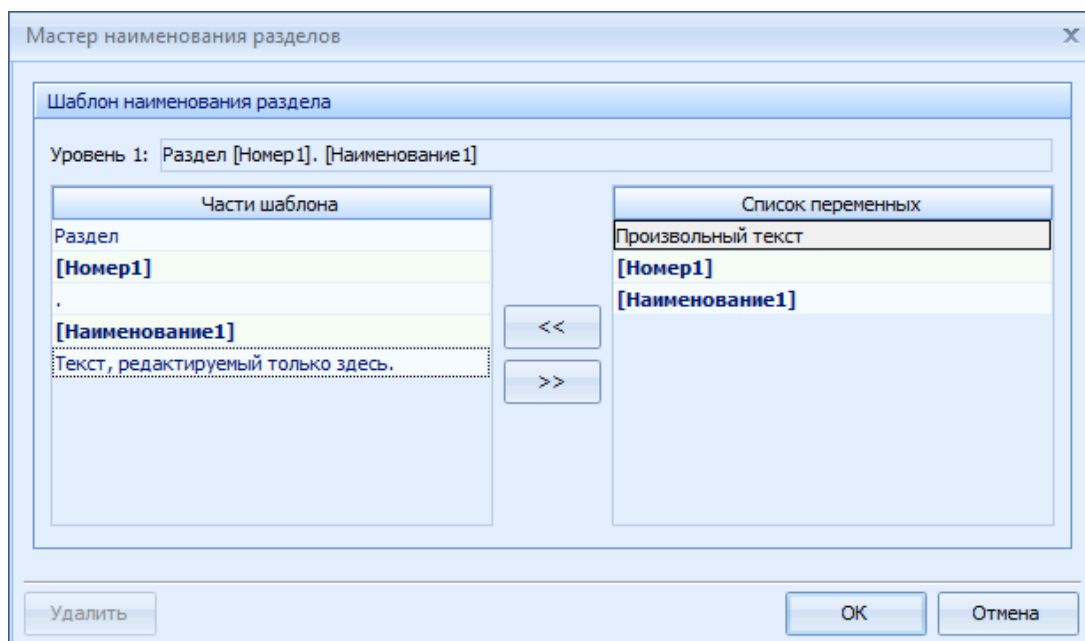 Мастер наименования разделов
Шаблон наименования раздела
Уровень 1: Раздел [Номер1]. [Наименование1]
Части шаблона
Раздел
[Номер1]
.
[Наименование1]
Текст, редактируемый только здесь.
<<
>>
Список переменных
Произвольный текст
[Номер1]
[Наименование1]
Удалить
ОК
Отмена